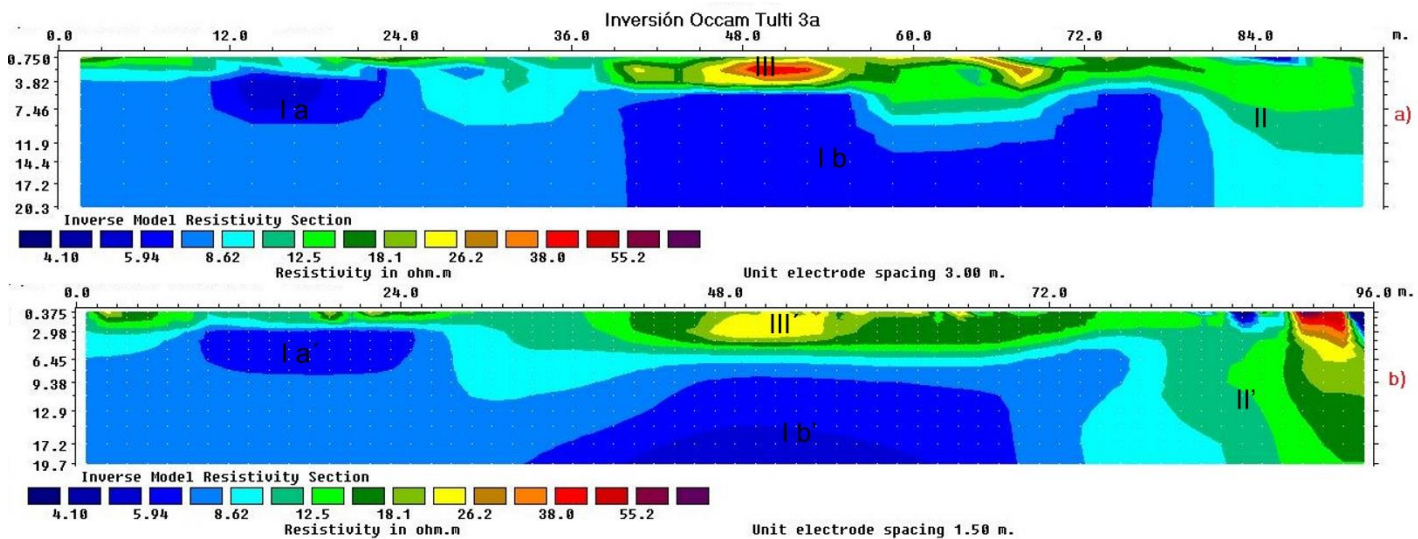 Inversión Occam Tulti 3a
0.0 12.0 24.0 36.0 48.0 60.0 72.0 84.0 m.
0.750
3.82
7.46
11.9
14.4
17.2
20.3
III
I a
I b
II
a)
Inverse Model Resistivity Section
4.10 5.94 8.62 12.5 18.1 26.2 38.0 55.2
Resistivity in ohm.m Unit electrode spacing 3.00 m.
0.0 24.0 48.0 72.0 96.0 m.
0.375
2.98
6.45
9.38
12.9
17.2
19.7
III´
I a´
I b'
II'
b)
Inverse Model Resistivity Section
4.10 5.94 8.62 12.5 18.1 26.2 38.0 55.2
Resistivity in ohm.m Unit electrode spacing 1.50 m.